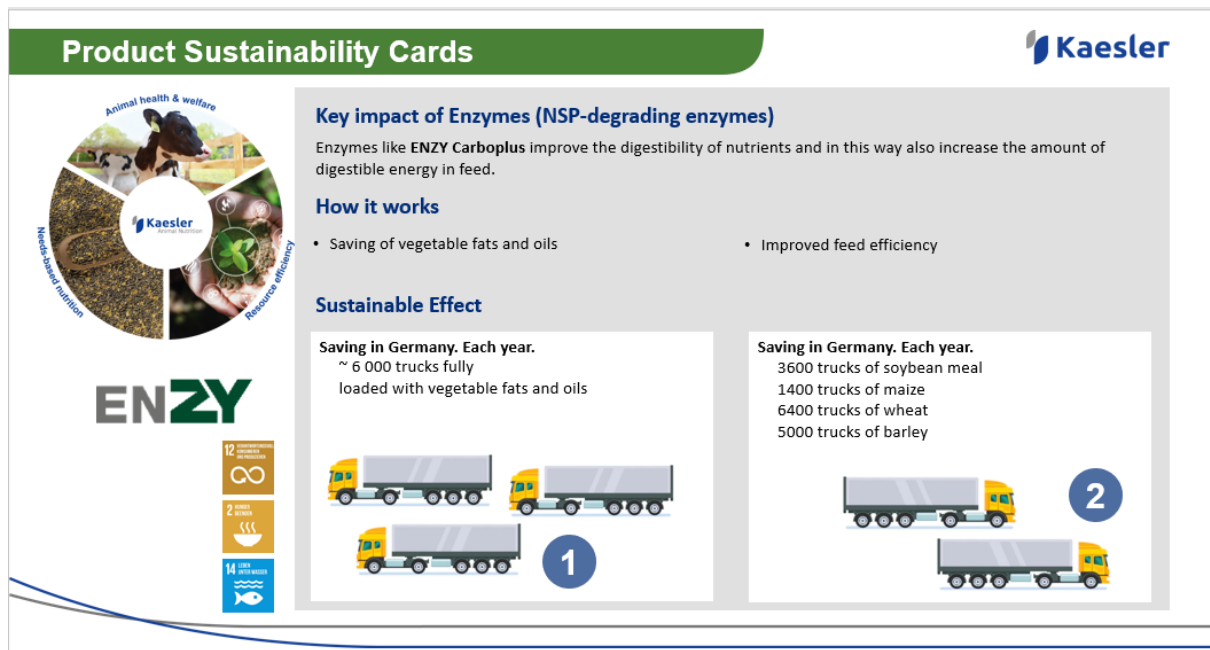 Product Sustainability Cards
Kaesler
Animal health & welfare
Needs-based nutrition
Resource efficiency
Kaesler
Animal Nutrition
ENZY
12
2 HUNGER
BEENDEN
14 LEBEN
UNTER WASSER
Key impact of Enzymes (NSP-degrading enzymes)
Enzymes like ENZY Carboplus improve the digestibility of nutrients and in this way also increase the amount of
digestible energy in feed.
How it works
• Saving of vegetable fats and oils
• Improved feed efficiency
Sustainable Effect
Saving in Germany. Each year.
~ 6 000 trucks fully
loaded with vegetable fats and oils
1
Saving in Germany. Each year.
3600 trucks of soybean meal
1400 trucks of maize
6400 trucks of wheat
5000 trucks of barley
2